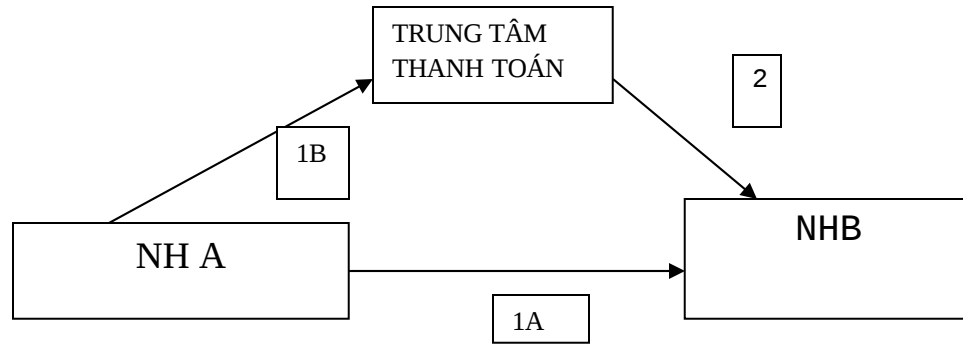 TRUNG TÂM
THANH TOÁN
2
1B
NH A
NHB
1A